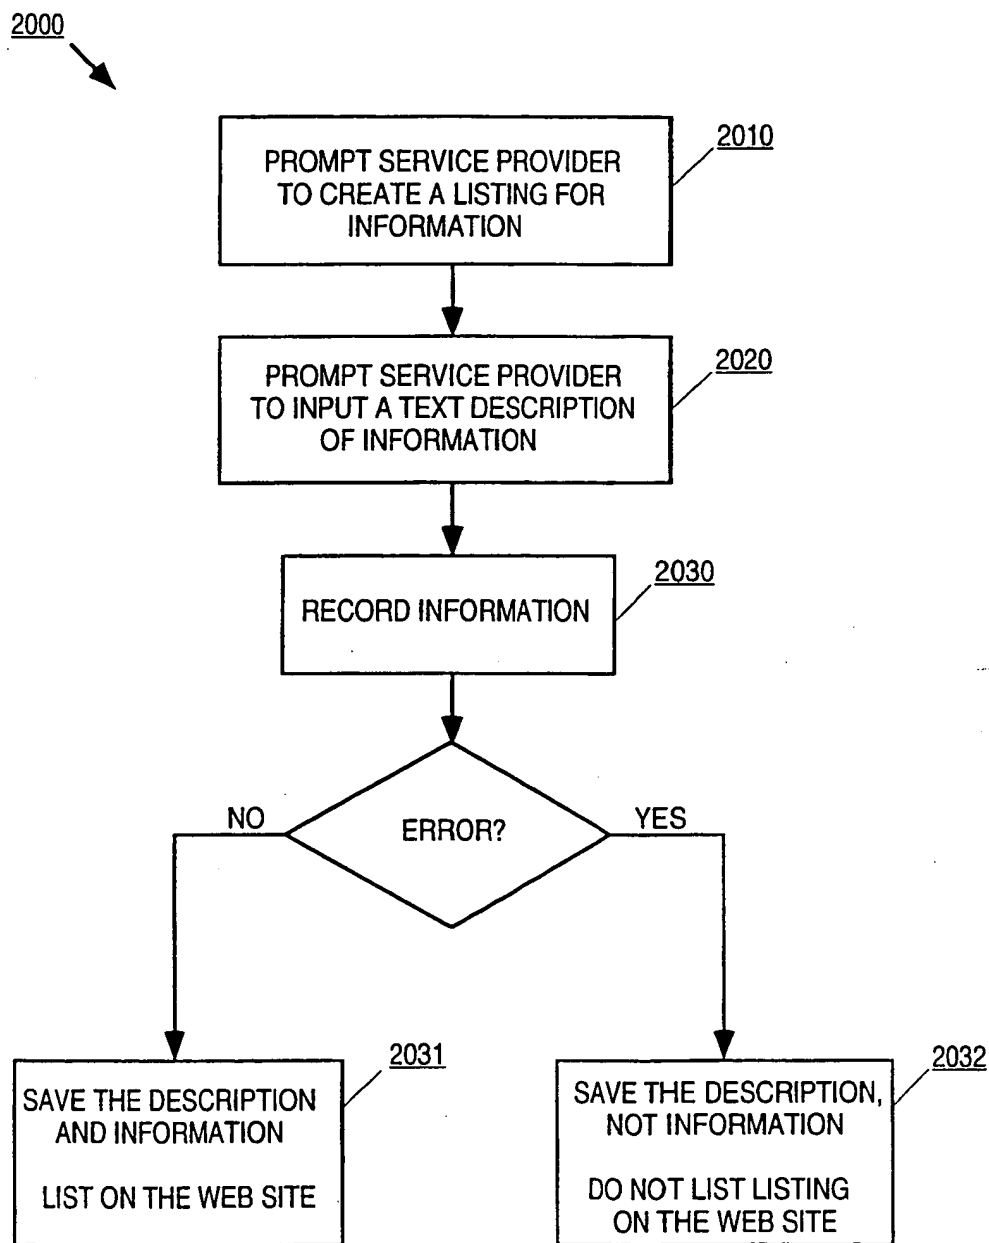 2000
PROMPT SERVICE PROVIDER
TO CREATE A LISTING FOR
INFORMATION
2010
PROMPT SERVICE PROVIDER
TO INPUT A TEXT DESCRIPTION
OF INFORMATION
2020
RECORD INFORMATION
2030
ERROR?
NO
YES
SAVE THE DESCRIPTION
AND INFORMATION
LIST ON THE WEB SITE
2031
SAVE THE DESCRIPTION,
NOT INFORMATION
DO NOT LIST LISTING
ON THE WEB SITE
2032